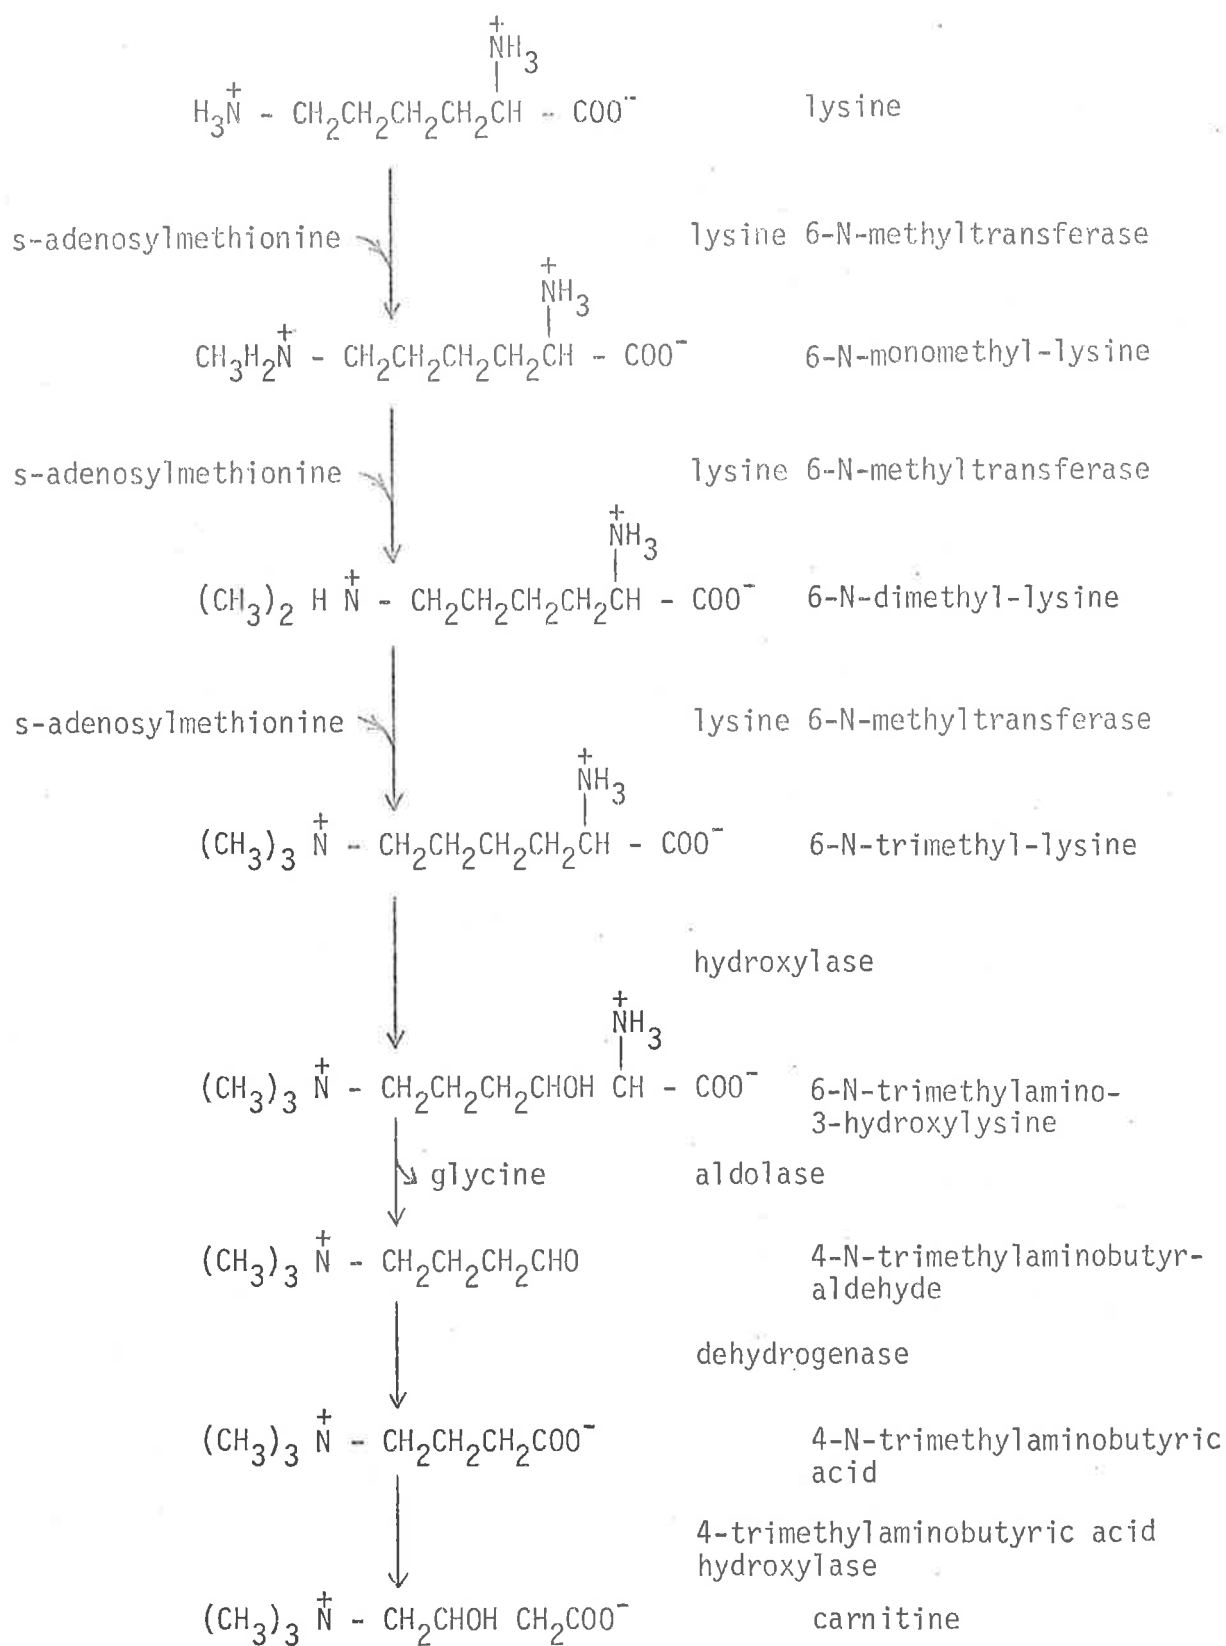 +
NH3
|
H3N+ - CH2CH2CH2CH2CH - COO-    lysine
s-adenosylmethionine    lysine 6-N-methyltransferase
+
NH3
|
CH3H2N+ - CH2CH2CH2CH2CH - COO-    6-N-monomethyl-lysine
s-adenosylmethionine    lysine 6-N-methyltransferase
+
NH3
|
(CH3)2 H N+ - CH2CH2CH2CH2CH - COO-    6-N-dimethyl-lysine
s-adenosylmethionine    lysine 6-N-methyltransferase
+
NH3
|
(CH3)3 N+ - CH2CH2CH2CH2CH - COO-    6-N-trimethyl-lysine
hydroxylase
+
NH3
|
(CH3)3 N+ - CH2CH2CH2CHOH CH - COO-    6-N-trimethylamino-
3-hydroxylysine
glycine    aldolase
(CH3)3 N+ - CH2CH2CH2CHO    4-N-trimethylaminobutyr-
aldehyde
dehydrogenase
(CH3)3 N+ - CH2CH2CH2COO-    4-N-trimethylaminobutyric
acid
4-trimethylaminobutyric acid
hydroxylase
(CH3)3 N+ - CH2CHOH CH2COO-    carnitine